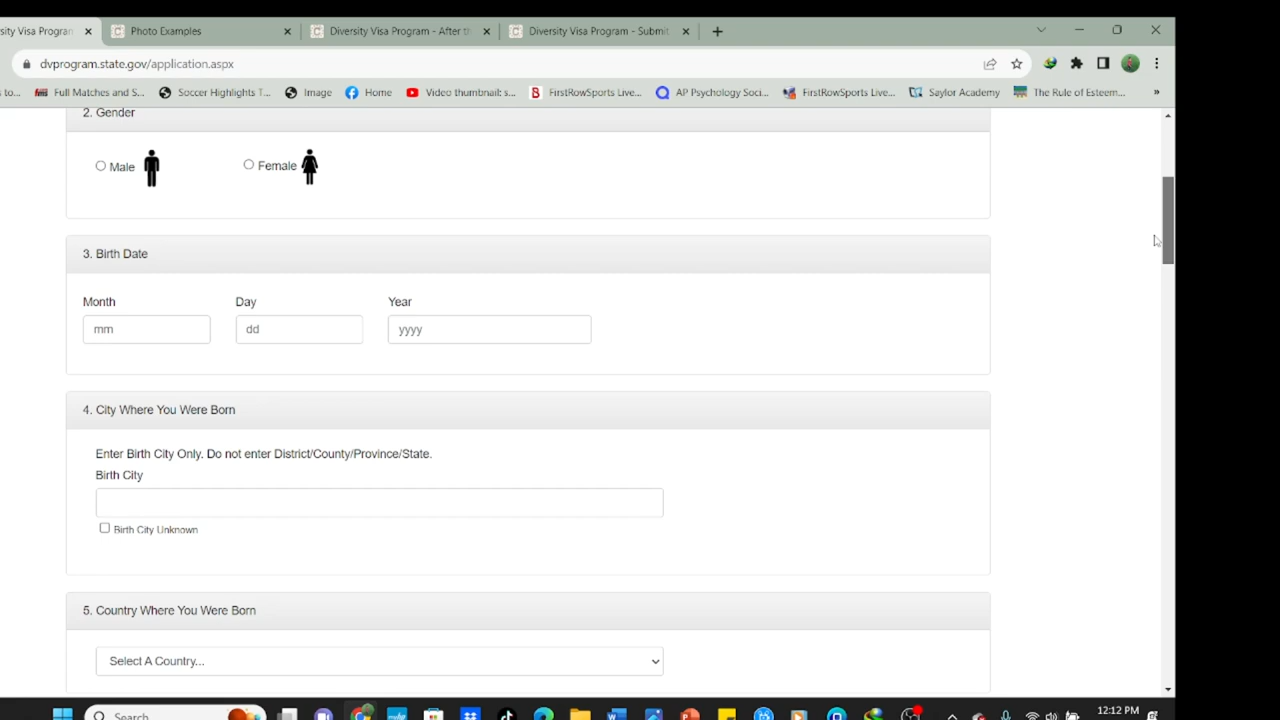 sity Visa Program
Photo Examples
Diversity Visa Program - After th
Diversity Visa Program - Submit
dvprogram.state.gov/application.aspx
s to...
Full Matches and S...
Soccer Highlights T...
Image
Home
Video thumbnail: s...
FirstRowSports Live...
AP Psychology Soci...
FirstRowSports Live...
Saylor Academy
The Rule of Esteem...
»
2. Gender
Male
Female
3. Birth Date
Month Day Year
mm dd yyyy
4. City Where You Were Born
Enter Birth City Only. Do not enter District/County/Province/State.
Birth City
Birth City Unknown
5. Country Where You Were Born
Select A Country...
Search
12:12 PM